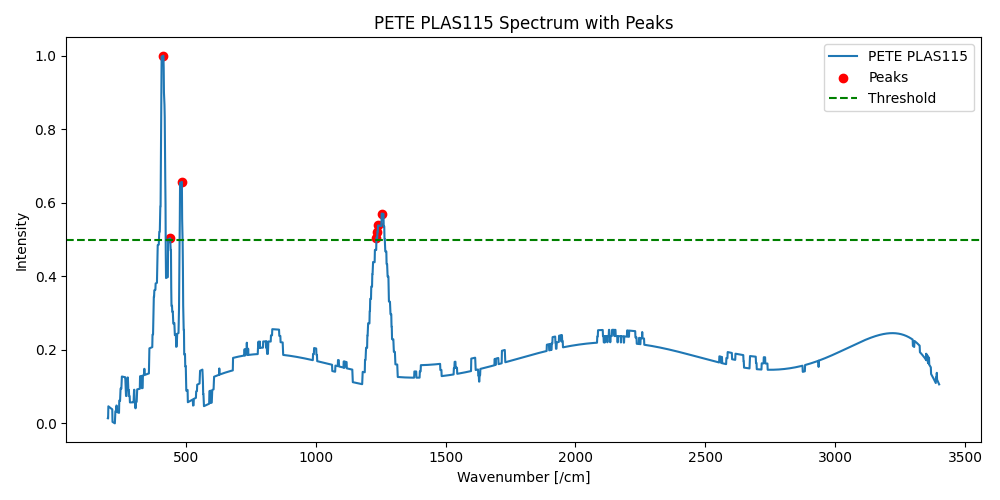 PETE PLAS115 Spectrum with Peaks
PETE PLAS115
Peaks
Threshold
1.0
0.8
0.6
0.4
0.2
0.0
Intensity
500 1000 1500 2000 2500 3000 3500
Wavenumber [/cm]